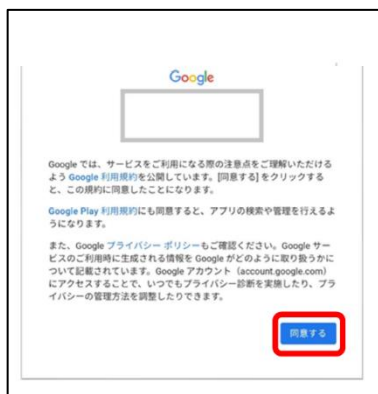 Google
Google では、サービスをご利用になる際の注意点をご理解いただける
よう Google 利用規約を公開しています。[同意する] をクリックする
と、この規約に同意したことになります。
Google Play 利用規約にも同意すると、アプリの検索や管理を行えるよ
うになります。
また、Google プライバシー ポリシーもご確認ください。Google サー
ビスのご利用時に生成される情報を Google がどのように取り扱うかに
ついて記載されています。Google アカウント（account.google.com）
にアクセスすることで、いつでもプライバシー診断を実施したり、プラ
イバシーの管理方法を調整したりできます。
同意する